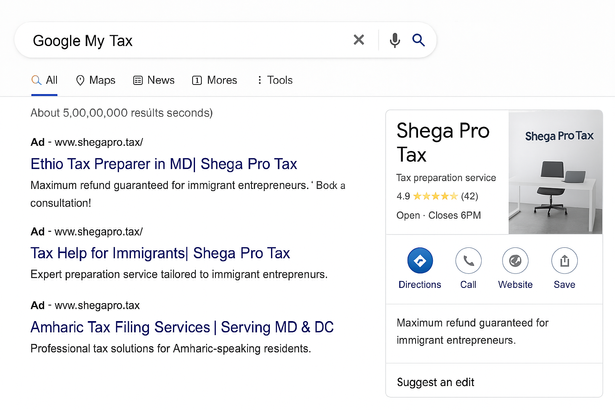 Google My Tax
All Maps News Mores Tools
About 5,00,00,000 resúlts seconds)
Ad - www.shegapro.tax/
Ethio Tax Preparer in MD| Shega Pro Tax
Maximum refund guaranteed for immigrant entrepreneurs. ' Bock a
consultation!
Ad - www.shegapro.tax/
Tax Help for Immigrants| Shega Pro Tax
Expert preparation service tailored to immigrant entreprenurs.
Ad - www.shegapro.tax
Amharic Tax Filing Services | Serving MD & DC
Professional tax solutions for Amharic-speaking residents.
Shega Pro
Tax
Tax preparation service
4.9 ★★★★★ (42)
Open · Closes 6PM
Shega Pro Tax
Directions Call Website Save
Maximum refund guaranteed for
immigrant entrepreneurs.
Suggest an edit